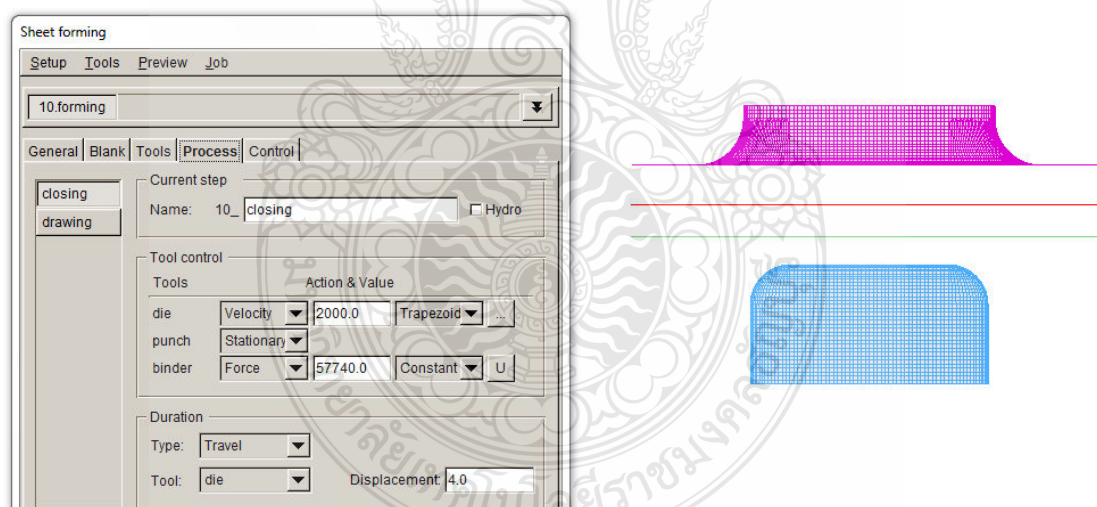 Sheet forming
Setup Tools Preview Job
10.forming
General Blank Tools Process Control
closing
drawing
Current step
Name: 10_ closing Hydro
Tool control
Tools Action & Value
die Velocity 2000.0 Trapezoid ...
punch Stationary
binder Force 57740.0 Constant U
Duration
Type: Travel
Tool: die Displacement: 4.0